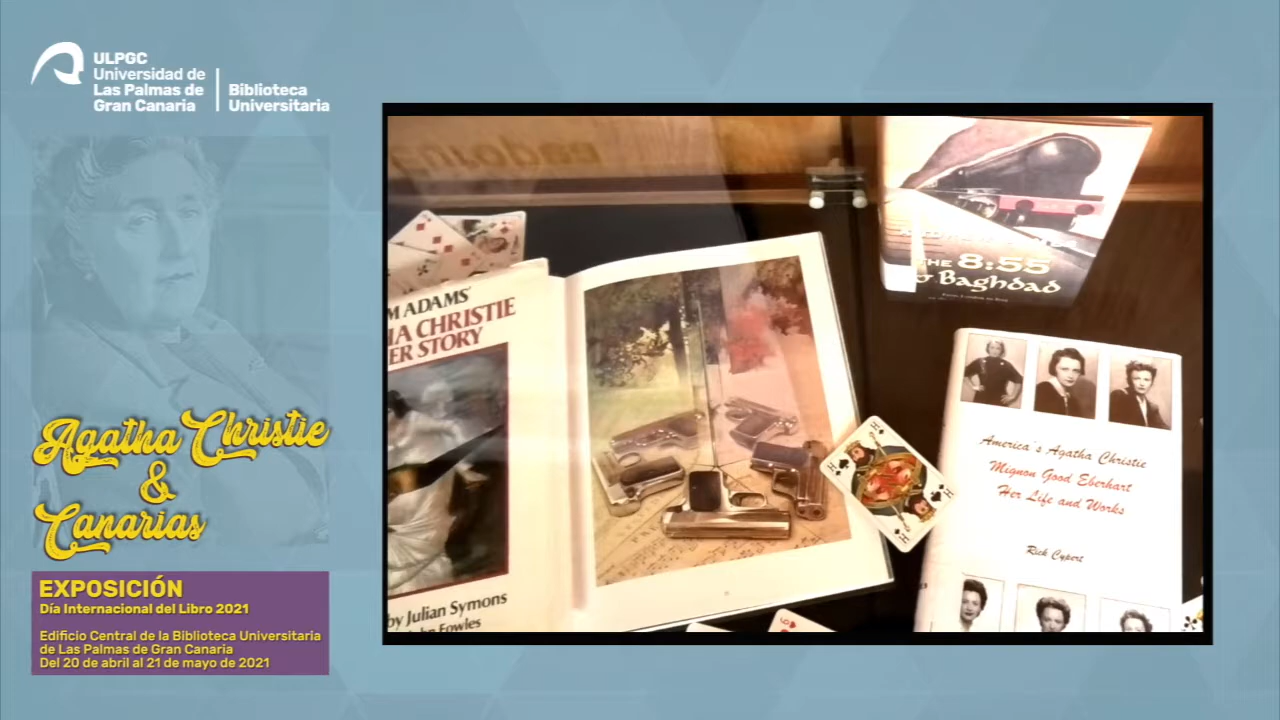 ULPGC
Universidad de
Las Palmas de
Gran Canaria
Biblioteca
Universitaria
Agatha Christie
&
Canarias
EXPOSICIÓN
Día Internacional del Libro 2021
Edificio Central de la Biblioteca Universitaria
de Las Palmas de Gran Canaria
Del 20 de abril al 21 de mayo de 2021
M ADAMS'
IA CHRISTIE
ER STORY
by Julian Symons
John Fowles
THE 8:55
Baghdad
America's Agatha Christie
Mignon Good Eberhart
Her Life and Works
Rick Cypert